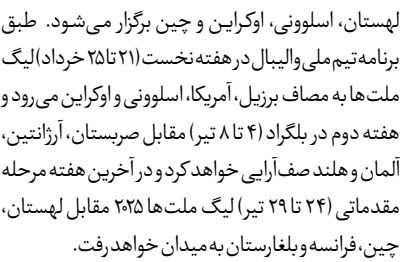 لهستان، اسلوونی، اوکراین و چین برگزار می‌شود. طبق
برنامه تیم ملی والیبال در هفته نخست (۲۱ تا ۲۵ خرداد) لیگ
ملت‌ها به مصاف برزیل، آمریکا، اسلوونی و اوکراین می‌رود و
هفته دوم در بلگراد (۴ تا ۸ تیر) مقابل صربستان، آرژانتین،
آلمان و هلند صف‌آرایی خواهد کرد و در آخرین هفته مرحله
مقدماتی (۲۴ تا ۲۹ تیر) لیگ ملت‌ها ۲۰۲۵ مقابل لهستان،
چین، فرانسه و بلغارستان به میدان خواهد رفت.